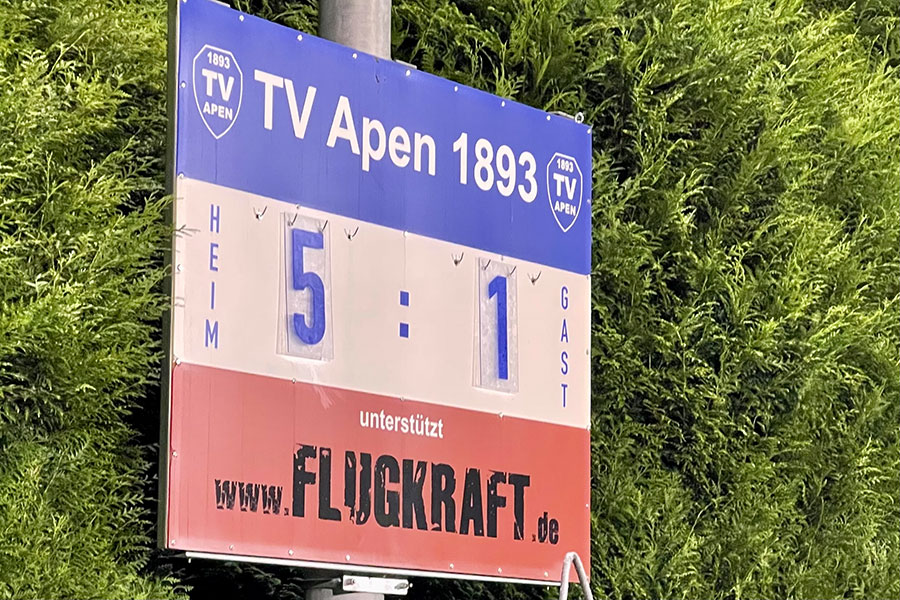 1893
TV
APEN
TV Apen 1893
1893
TV
APEN
HEIM
5 : 1
GAST
unterstützt
www.FLUGKRAFT.de